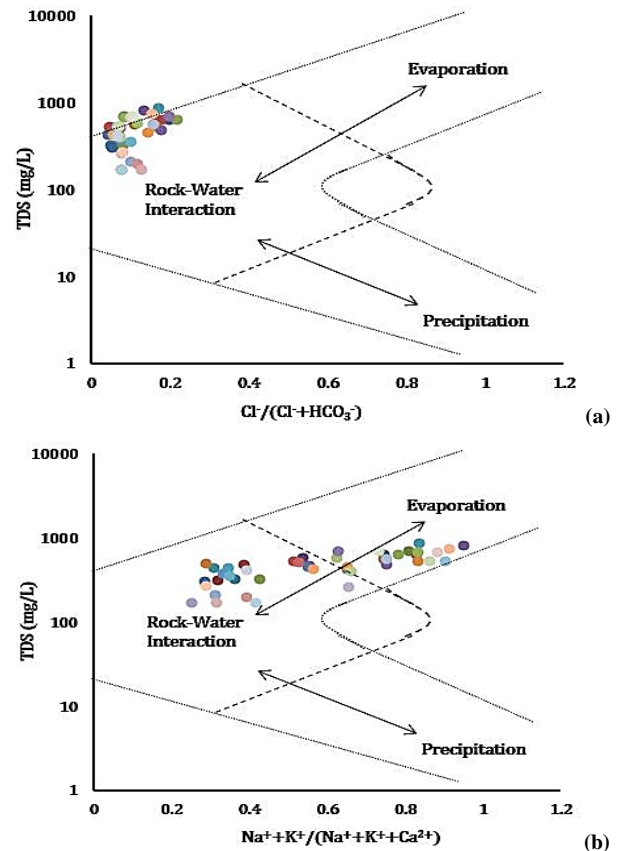 10000
1000
100
10
1
TDS (mg/L)
Evaporation
Rock-Water
Interaction
Precipitation
0 0.2 0.4 0.6 0.8 1 1.2
Cl⁻/(Cl⁻+HCO₃⁻)
(a)
10000
1000
100
10
1
TDS (mg/L)
Evaporation
Rock-Water
Interaction
Precipitation
0 0.2 0.4 0.6 0.8 1 1.2
Na⁺+K⁺/(Na⁺+K⁺+Ca²⁺)
(b)